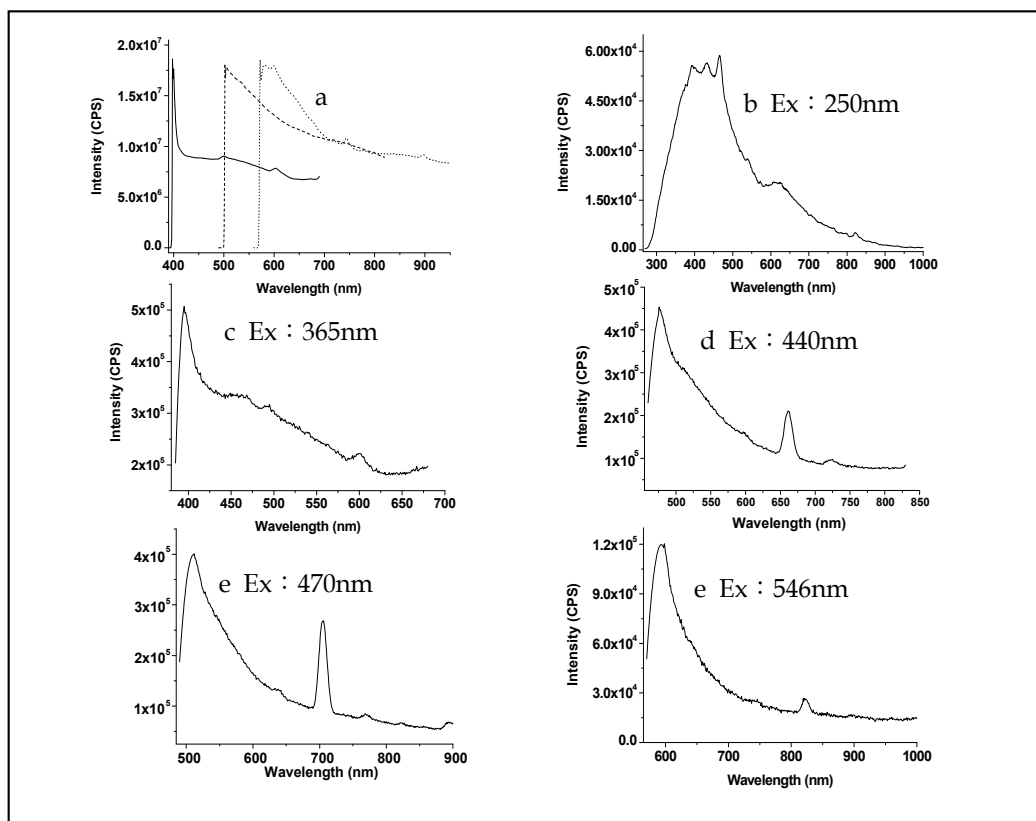 2.0x10⁷
1.5x10⁷
1.0x10⁷
5.0x10⁶
0.0
Intensity (CPS)
a
400 500 600 700 800 900
Wavelength (nm)
6.00x10⁴
4.50x10⁴
3.00x10⁴
1.50x10⁴
0.00
Intensity (CPS)
b Ex：250nm
300 400 500 600 700 800 900 1000
Wavelength (nm)
5x10⁵
4x10⁵
3x10⁵
2x10⁵
Intensity (CPS)
c Ex：365nm
400 450 500 550 600 650 700
Wavelength (nm)
5x10⁵
4x10⁵
3x10⁵
2x10⁵
1x10⁵
Intensity (CPS)
d Ex：440nm
500 550 600 650 700 750 800 850
Wavelength (nm)
4x10⁵
3x10⁵
2x10⁵
1x10⁵
Intensity (CPS)
e Ex：470nm
500 600 700 800 900
Wavelength (nm)
1.2x10⁵
9.0x10⁴
6.0x10⁴
3.0x10⁴
0.0
Intensity (CPS)
e Ex：546nm
600 700 800 900 1000
Wavelength (nm)